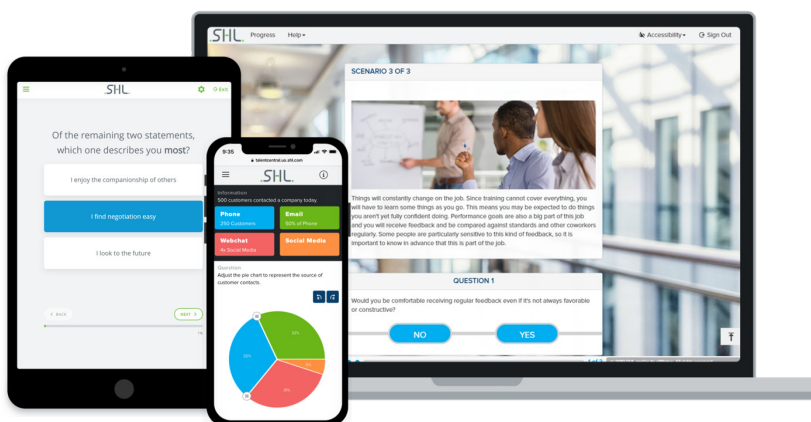 SHL.
Progress
Help
Accessibility
Sign Out
SCENARIO 3 OF 3
Things will constantly change on the job. Since training cannot cover everything, you
will have to learn some things as you go. This means you may be expected to do things
you aren't yet fully confident doing. Performance goals are also a big part of this job
and you will receive feedback and be compared against standards and other coworkers
regularly. Some people are particularly sensitive to this kind of feedback, so it is
important to know in advance that this is part of the job.
QUESTION 1
Would you be comfortable receiving regular feedback even if it's not always favorable
or constructive?
NO
YES
SHL.
Exit
Of the remaining two statements,
which one describes you most?
I enjoy the companionship of others
I find negotiation easy
I look to the future
BACK
NEXT
9:35
talentcentral.us.shl.com
SHL.
Information
500 customers contacted a company today.
Phone
250 Customers
Email
50% of Phone
Webchat
4x Social Media
Social Media
Question
Adjust the pie chart to represent the source of
customer contacts.